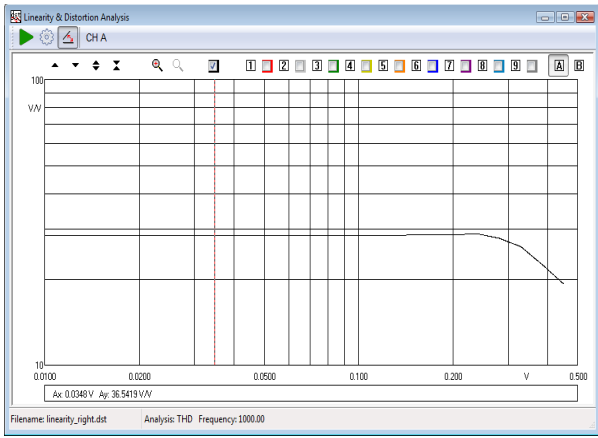 Linearity & Distortion Analysis
CH A
1 2 3 4 5 6 7 8 9 A B
100
V/V
10
0.0100 0.0200 0.0500 0.100 0.200 V 0.500
Ax: 0.0348 V Ay: 36.5419 V/V
Filename: linearity_right.dst Analysis: THD Frequency: 1000.00